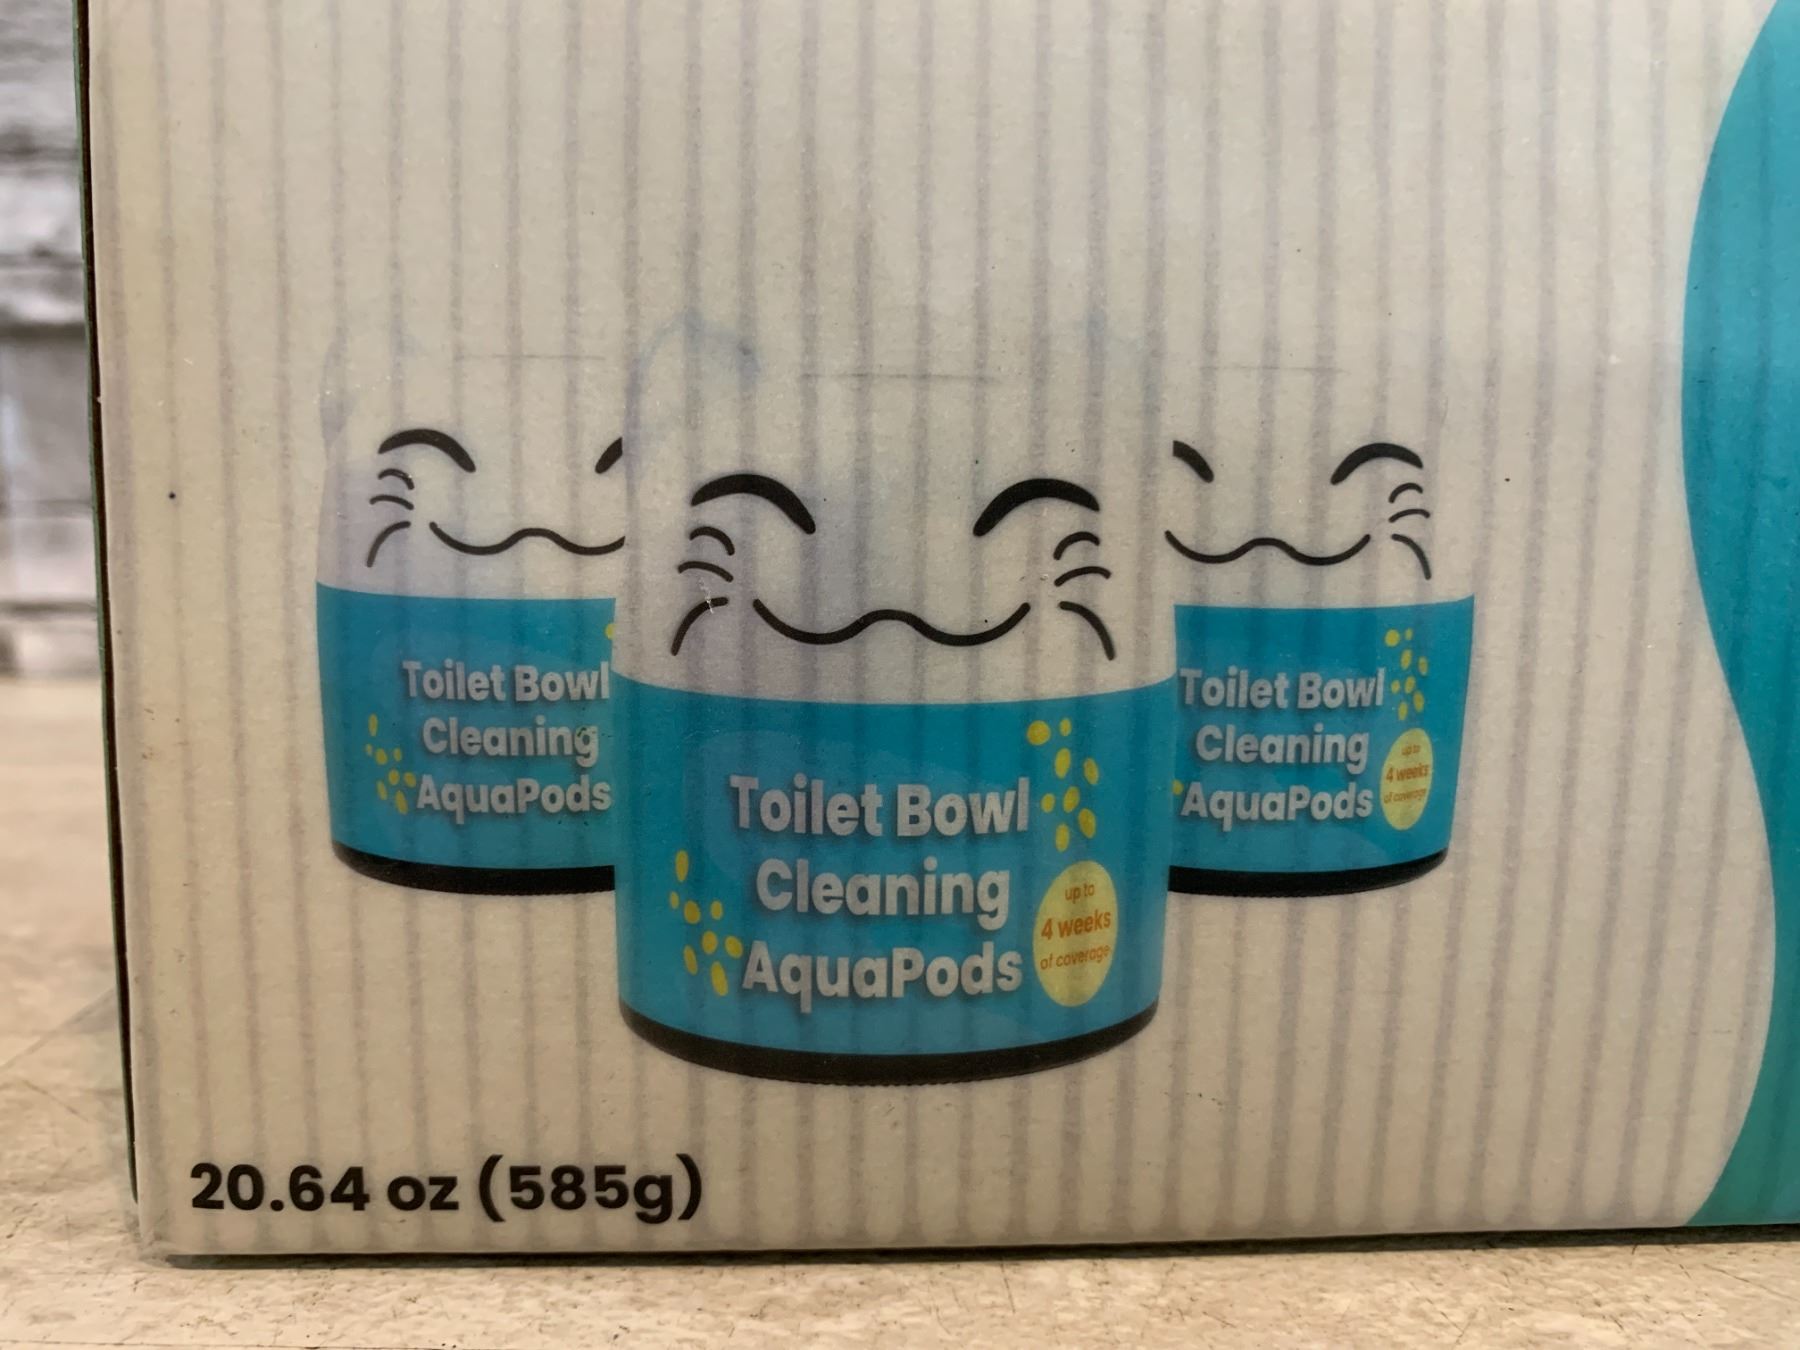 Toilet Bowl
Cleaning
AquaPods
Toilet Bowl
Cleaning
AquaPods
up to
4 weeks
of coverage
Toilet Bowl
Cleaning
AquaPods
up to
4 weeks
of coverage
20.64 oz (585g)